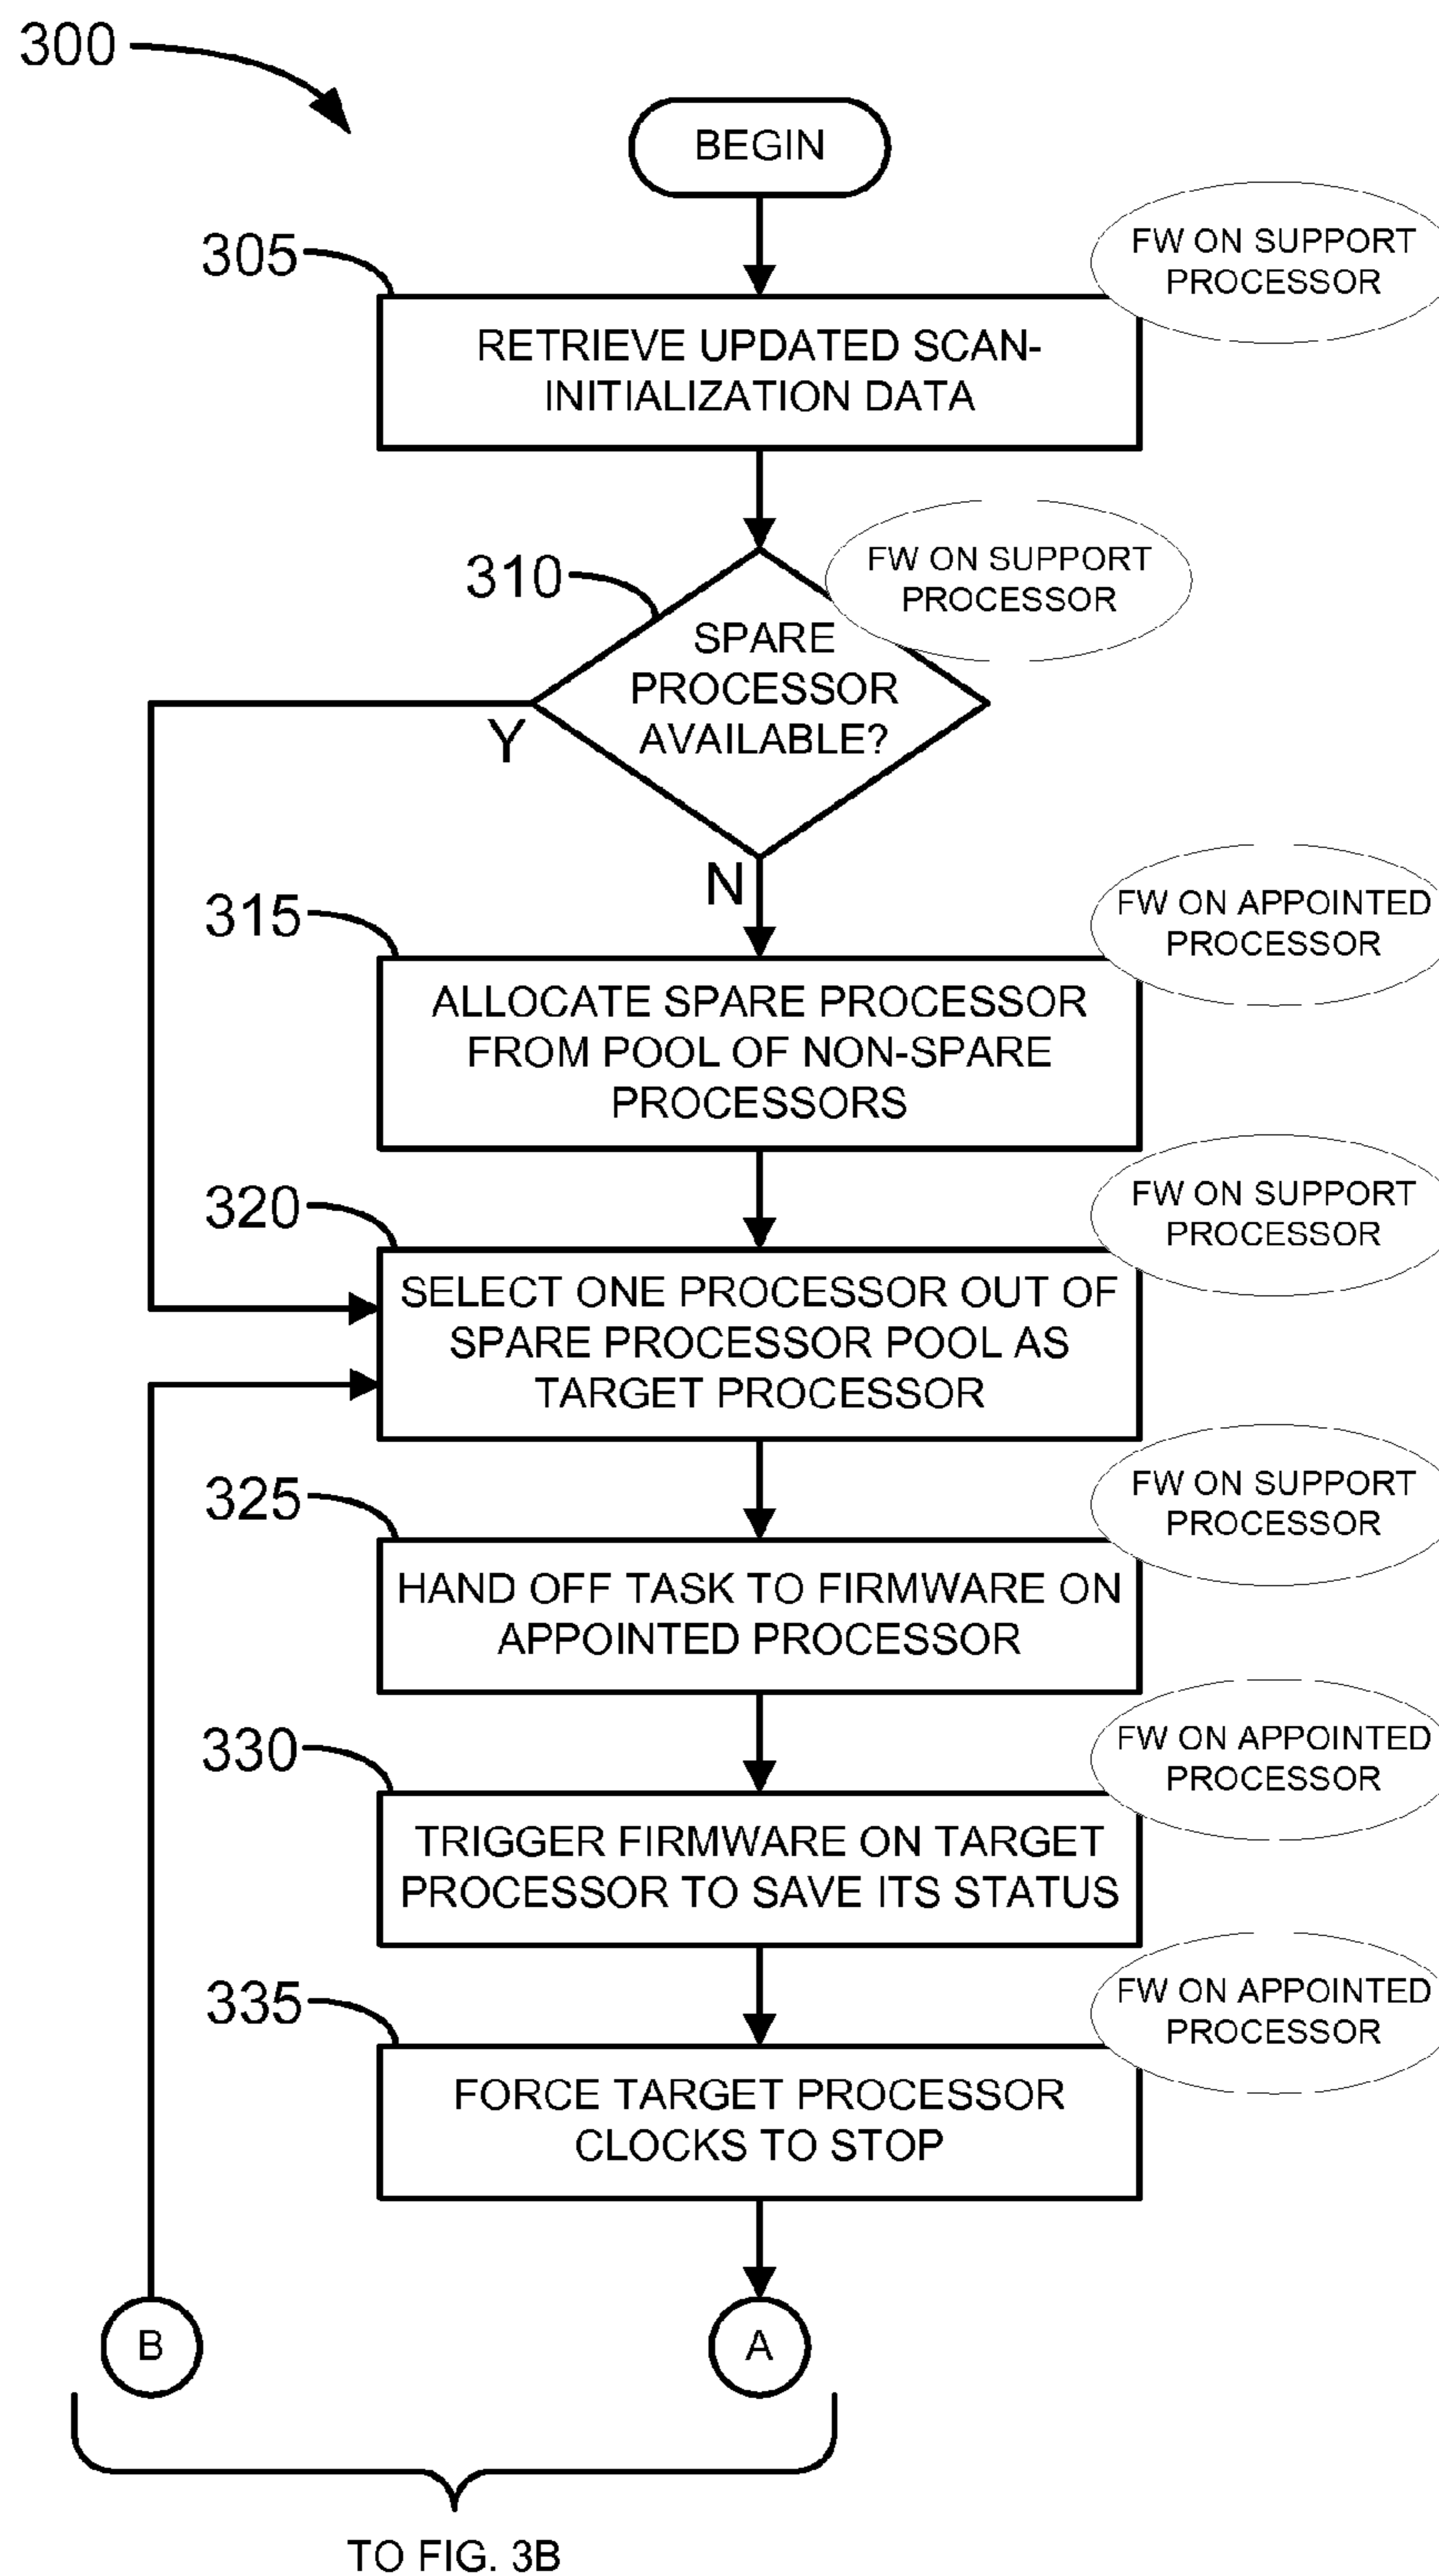 300
BEGIN
305
FW ON SUPPORT
PROCESSOR
RETRIEVE UPDATED SCAN-
INITIALIZATION DATA
310
FW ON SUPPORT
PROCESSOR
SPARE
PROCESSOR
AVAILABLE?
Y
N
315
FW ON APPOINTED
PROCESSOR
ALLOCATE SPARE PROCESSOR
FROM POOL OF NON-SPARE
PROCESSORS
320
FW ON SUPPORT
PROCESSOR
SELECT ONE PROCESSOR OUT OF
SPARE PROCESSOR POOL AS
TARGET PROCESSOR
325
FW ON SUPPORT
PROCESSOR
HAND OFF TASK TO FIRMWARE ON
APPOINTED PROCESSOR
330
FW ON APPOINTED
PROCESSOR
TRIGGER FIRMWARE ON TARGET
PROCESSOR TO SAVE ITS STATUS
335
FW ON APPOINTED
PROCESSOR
FORCE TARGET PROCESSOR
CLOCKS TO STOP
B
A
TO FIG. 3B